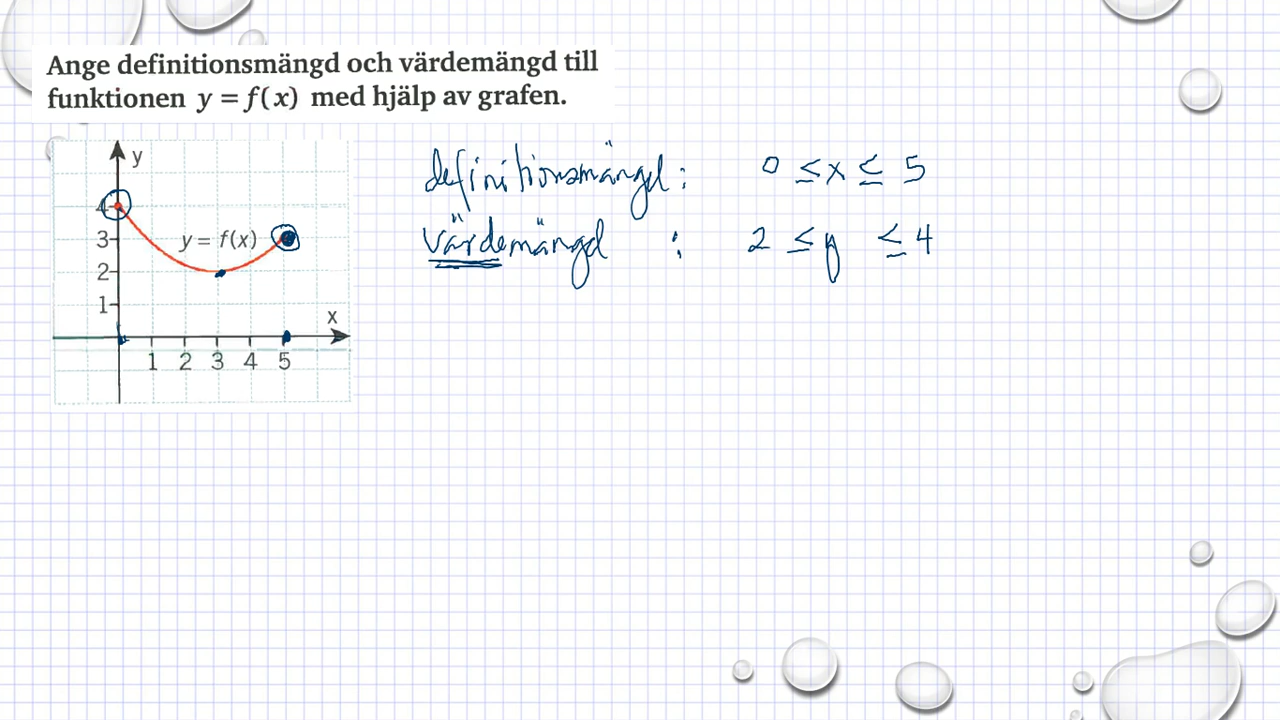 Ange definitionsmängd och värdemängd till
funktionen y = f(x) med hjälp av grafen.
definitionsmängd: 0 ≤ x ≤ 5
värdemängd : 2 ≤ y ≤ 4
y
4
3
y = f(x)
2
1
x
1 2 3 4 5